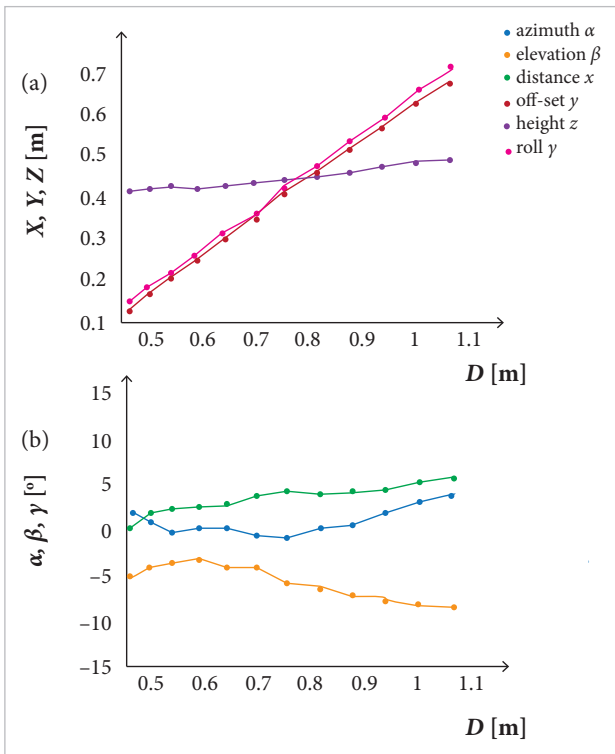 azimuth α
elevation β
distance x
off-set y
height z
roll γ
(a)
X, Y, Z [m]
0.7
0.6
0.5
0.4
0.3
0.2
0.1
0.5 0.6 0.7 0.8 0.9 1 1.1
D [m]
(b)
α, β, γ [º]
15
10
5
0
−5
−10
−15
0.5 0.6 0.7 0.8 0.9 1 1.1
D [m]